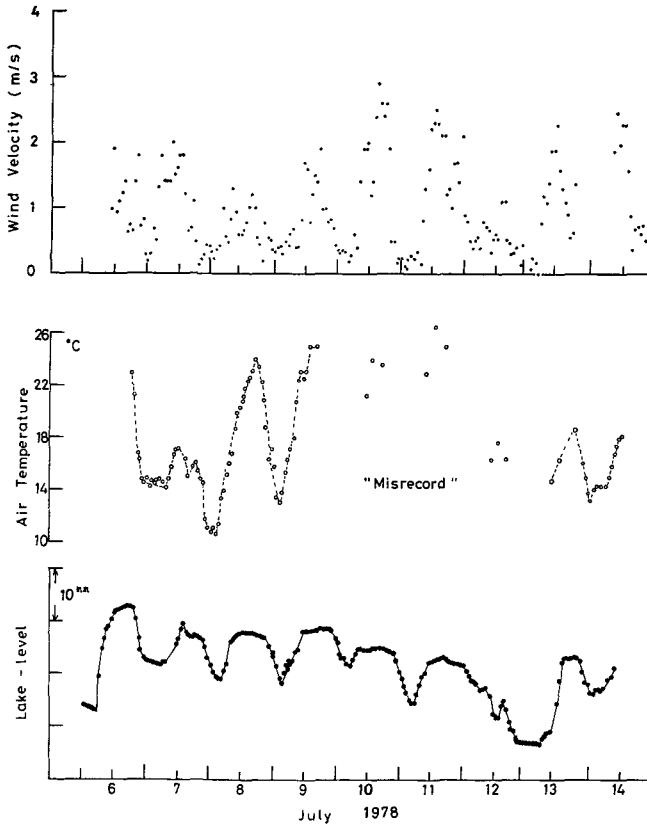 4
3
2
1
0
Wind Velocity (m/s)
26
22
18
14
10
°C
Air Temperature
"Misrecord"
10mm
Lake-level
6 7 8 9 10 11 12 13 14
July 1978